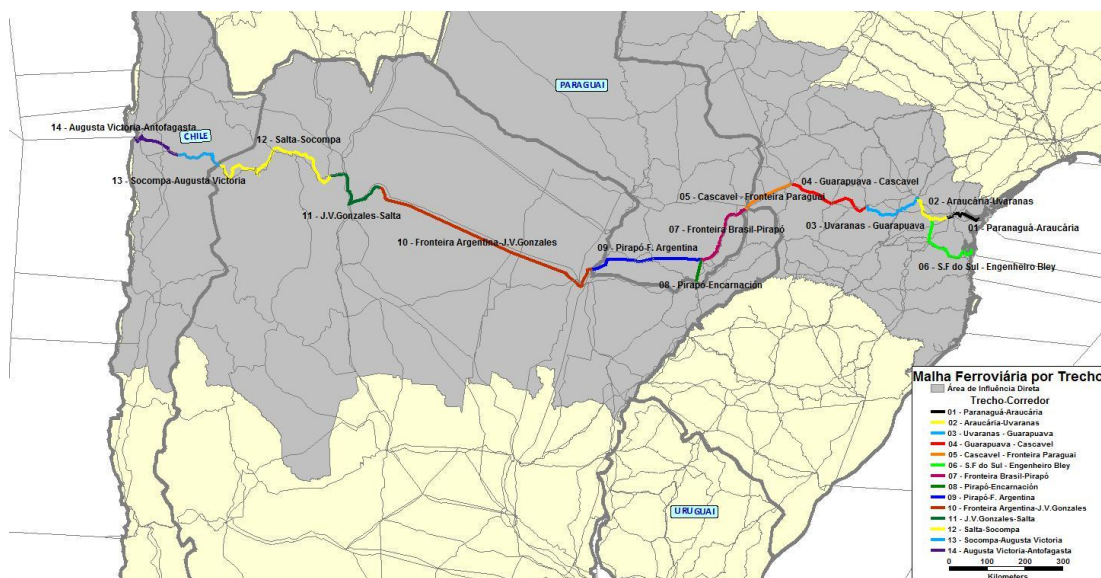 PARAGUAI
14 - Augusta Victoria-Antofagasta
CHILE
12 - Salta-Socompa
13 - Socompa-Augusta Victoria
04 - Guarapuava - Cascavel
05 - Cascavel - Fronteira Paraguai
02 - Araucária-Uvaranas
11 - J.V.Gonzales-Salta
03 - Uvaranas - Guarapuava
01 - Paranaguá-Araucária
07 - Fronteira Brasil-Pirapó
10 - Fronteira Argentina-J.V.Gonzales
09 - Pirapó-F. Argentina
06 - S.F do Sul - Engenheiro Bley
08 - Pirapó-Encarnación
URUGUAI
Malha Ferroviária por Trecho
Área de Influência Direta
Trecho-Corredor
01 - Paranaguá-Araucária
02 - Araucária-Uvaranas
03 - Uvaranas - Guarapuava
04 - Guarapuava - Cascavel
05 - Cascavel - Fronteira Paraguai
06 - S.F do Sul - Engenheiro Bley
07 - Fronteira Brasil-Pirapó
08 - Pirapó-Encarnación
09 - Pirapó-F. Argentina
10 - Fronteira Argentina-J.V.Gonzales
11 - J.V.Gonzales-Salta
12 - Salta-Socompa
13 - Socompa-Augusta Victoria
14 - Augusta Victoria-Antofagasta
0 100 200 300
Kilometers